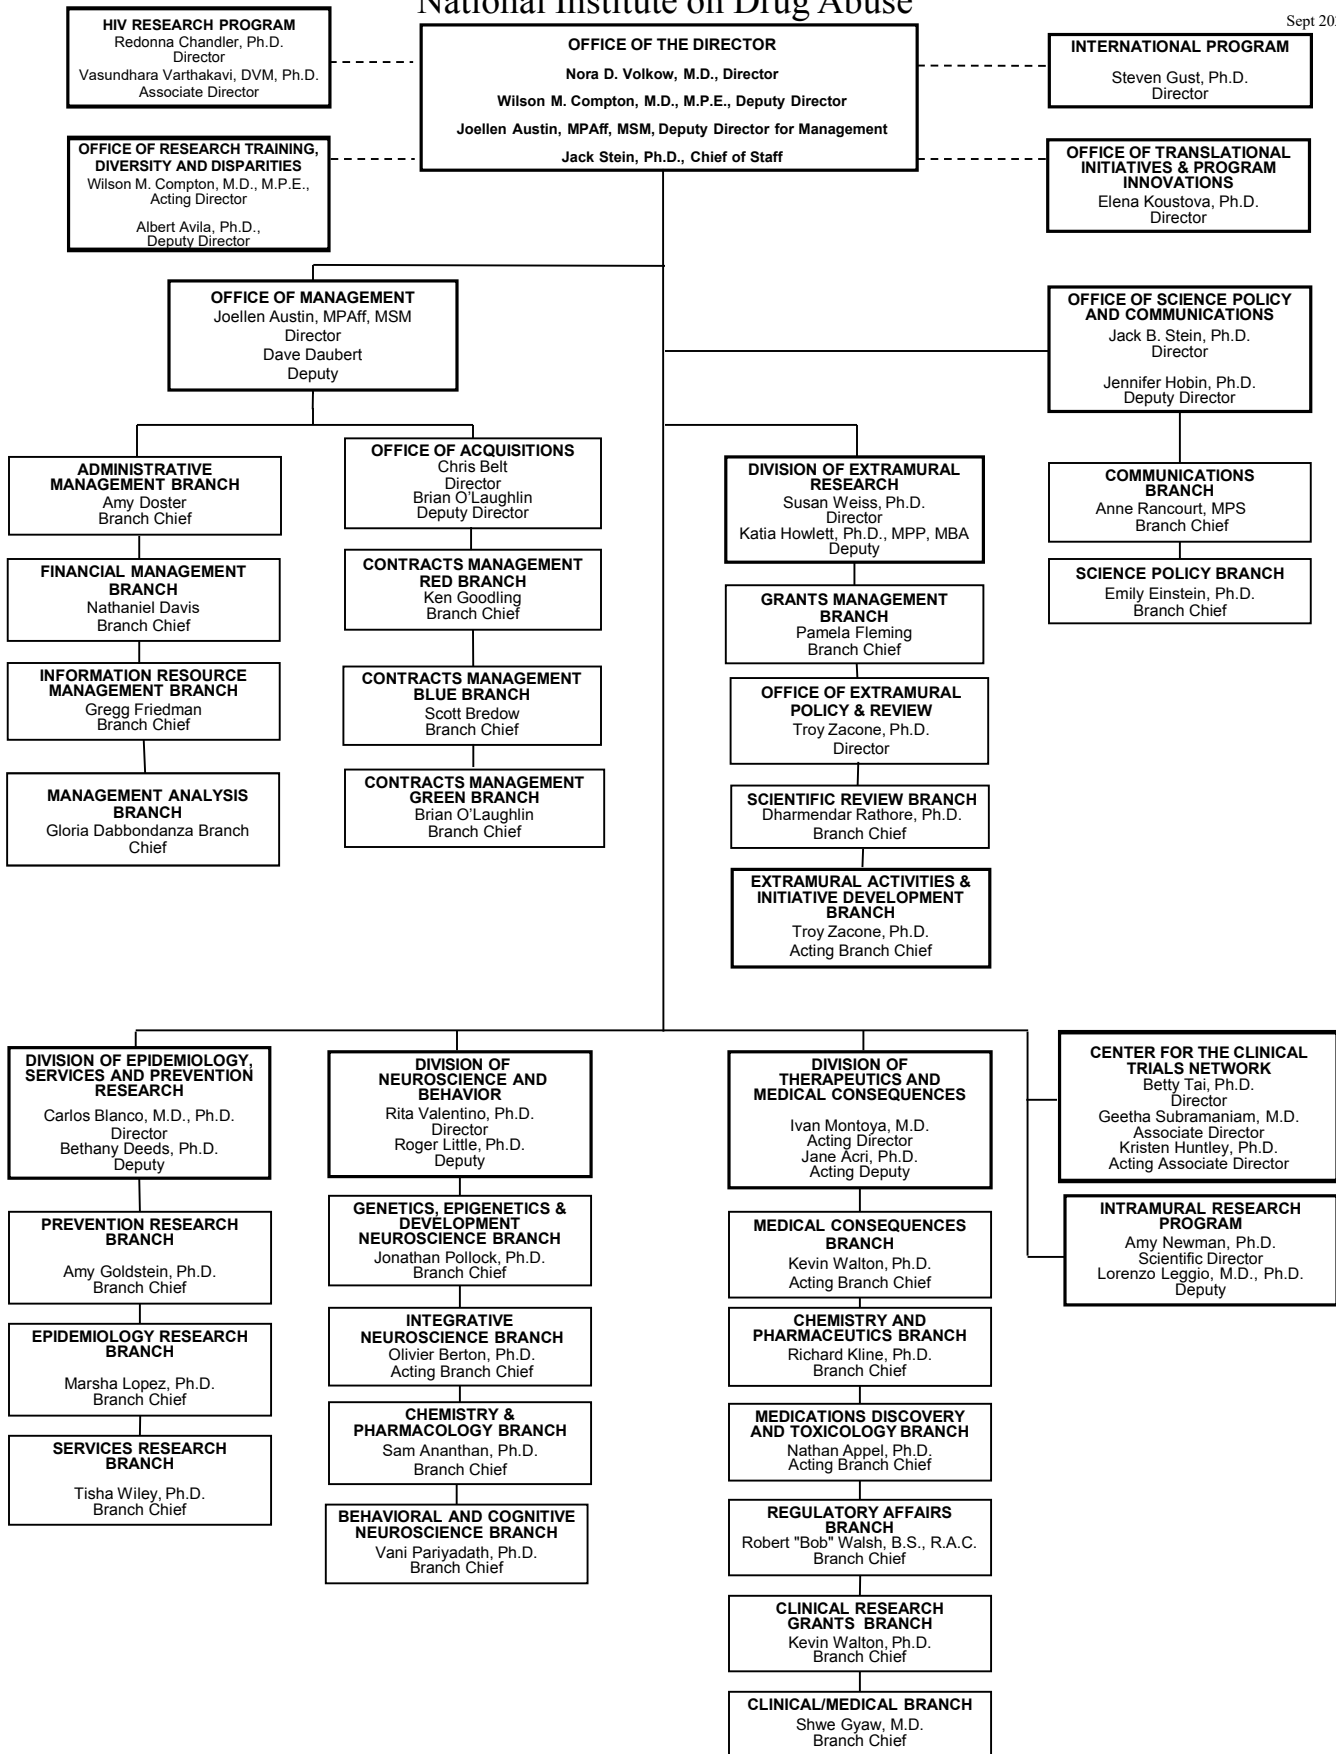 National Institute on Drug Abuse
Sept
HIV RESEARCH PROGRAM
Redonna Chandler, Ph.D.
Director
Vasundhara Varthakavi, DVM, Ph.D.
Associate Director
OFFICE OF THE DIRECTOR
Nora D. Volkow, M.D., Director
Wilson M. Compton, M.D., M.P.E., Deputy Director
Joellen Austin, MPAff, MSM, Deputy Director for Management
Jack Stein, Ph.D., Chief of Staff
INTERNATIONAL PROGRAM
Steven Gust, Ph.D.
Director
OFFICE OF RESEARCH TRAINING,
DIVERSITY AND DISPARITIES
Wilson M. Compton, M.D., M.P.E.,
Acting Director
Albert Avila, Ph.D.,
Deputy Director
OFFICE OF TRANSLATIONAL
INITIATIVES & PROGRAM
INNOVATIONS
Elena Koustova, Ph.D.
Director
OFFICE OF MANAGEMENT
Joellen Austin, MPAff, MSM
Director
Dave Daubert
Deputy
OFFICE OF SCIENCE POLICY
AND COMMUNICATIONS
Jack B. Stein, Ph.D.
Director
Jennifer Hobin, Ph.D.
Deputy Director
ADMINISTRATIVE
MANAGEMENT BRANCH
Amy Doster
Branch Chief
FINANCIAL MANAGEMENT
BRANCH
Nathaniel Davis
Branch Chief
INFORMATION RESOURCE
MANAGEMENT BRANCH
Gregg Friedman
Branch Chief
MANAGEMENT ANALYSIS
BRANCH
Gloria Dabbondanza Branch
Chief
OFFICE OF ACQUISITIONS
Chris Belt
Director
Brian O'Laughlin
Deputy Director
CONTRACTS MANAGEMENT
RED BRANCH
Ken Goodling
Branch Chief
CONTRACTS MANAGEMENT
BLUE BRANCH
Scott Bredow
Branch Chief
CONTRACTS MANAGEMENT
GREEN BRANCH
Brian O'Laughlin
Branch Chief
DIVISION OF EXTRAMURAL
RESEARCH
Susan Weiss, Ph.D.
Director
Katia Howlett, Ph.D., MPP, MBA
Deputy
GRANTS MANAGEMENT
BRANCH
Pamela Fleming
Branch Chief
OFFICE OF EXTRAMURAL
POLICY & REVIEW
Troy Zacone, Ph.D.
Director
SCIENTIFIC REVIEW BRANCH
Dharmendar Rathore, Ph.D.
Branch Chief
EXTRAMURAL ACTIVITIES &
INITIATIVE DEVELOPMENT
BRANCH
Troy Zacone, Ph.D.
Acting Branch Chief
COMMUNICATIONS
BRANCH
Anne Rancourt, MPS
Branch Chief
SCIENCE POLICY BRANCH
Emily Einstein, Ph.D.
Branch Chief
DIVISION OF EPIDEMIOLOGY,
SERVICES AND PREVENTION
RESEARCH
Carlos Blanco, M.D., Ph.D.
Director
Bethany Deeds, Ph.D.
Deputy
PREVENTION RESEARCH
BRANCH
Amy Goldstein, Ph.D.
Branch Chief
EPIDEMIOLOGY RESEARCH
BRANCH
Marsha Lopez, Ph.D.
Branch Chief
SERVICES RESEARCH
BRANCH
Tisha Wiley, Ph.D.
Branch Chief
DIVISION OF
NEUROSCIENCE AND
BEHAVIOR
Rita Valentino, Ph.D.
Director
Roger Little, Ph.D.
Deputy
GENETICS, EPIGENETICS &
DEVELOPMENT
NEUROSCIENCE BRANCH
Jonathan Pollock, Ph.D.
Branch Chief
INTEGRATIVE
NEUROSCIENCE BRANCH
Olivier Berton, Ph.D.
Acting Branch Chief
CHEMISTRY &
PHARMACOLOGY BRANCH
Sam Ananthan, Ph.D.
Branch Chief
BEHAVIORAL AND COGNITIVE
NEUROSCIENCE BRANCH
Vani Pariyadath, Ph.D.
Branch Chief
DIVISION OF
THERAPEUTICS AND
MEDICAL CONSEQUENCES
Ivan Montoya, M.D.
Acting Director
Jane Acri, Ph.D.
Acting Deputy
MEDICAL CONSEQUENCES
BRANCH
Kevin Walton, Ph.D.
Acting Branch Chief
CHEMISTRY AND
PHARMACEUTICS BRANCH
Richard Kline, Ph.D.
Branch Chief
MEDICATIONS DISCOVERY
AND TOXICOLOGY BRANCH
Nathan Appel, Ph.D.
Acting Branch Chief
REGULATORY AFFAIRS
BRANCH
Robert "Bob" Walsh, B.S., R.A.C.
Branch Chief
CLINICAL RESEARCH
GRANTS BRANCH
Kevin Walton, Ph.D.
Branch Chief
CLINICAL/MEDICAL BRANCH
Shwe Gyaw, M.D.
Branch Chief
CENTER FOR THE CLINICAL
TRIALS NETWORK
Betty Tai, Ph.D.
Director
Geetha Subramaniam, M.D.
Associate Director
Kristen Huntley, Ph.D.
Acting Associate Director
INTRAMURAL RESEARCH
PROGRAM
Amy Newman, Ph.D.
Scientific Director
Lorenzo Leggio, M.D., Ph.D.
Deputy